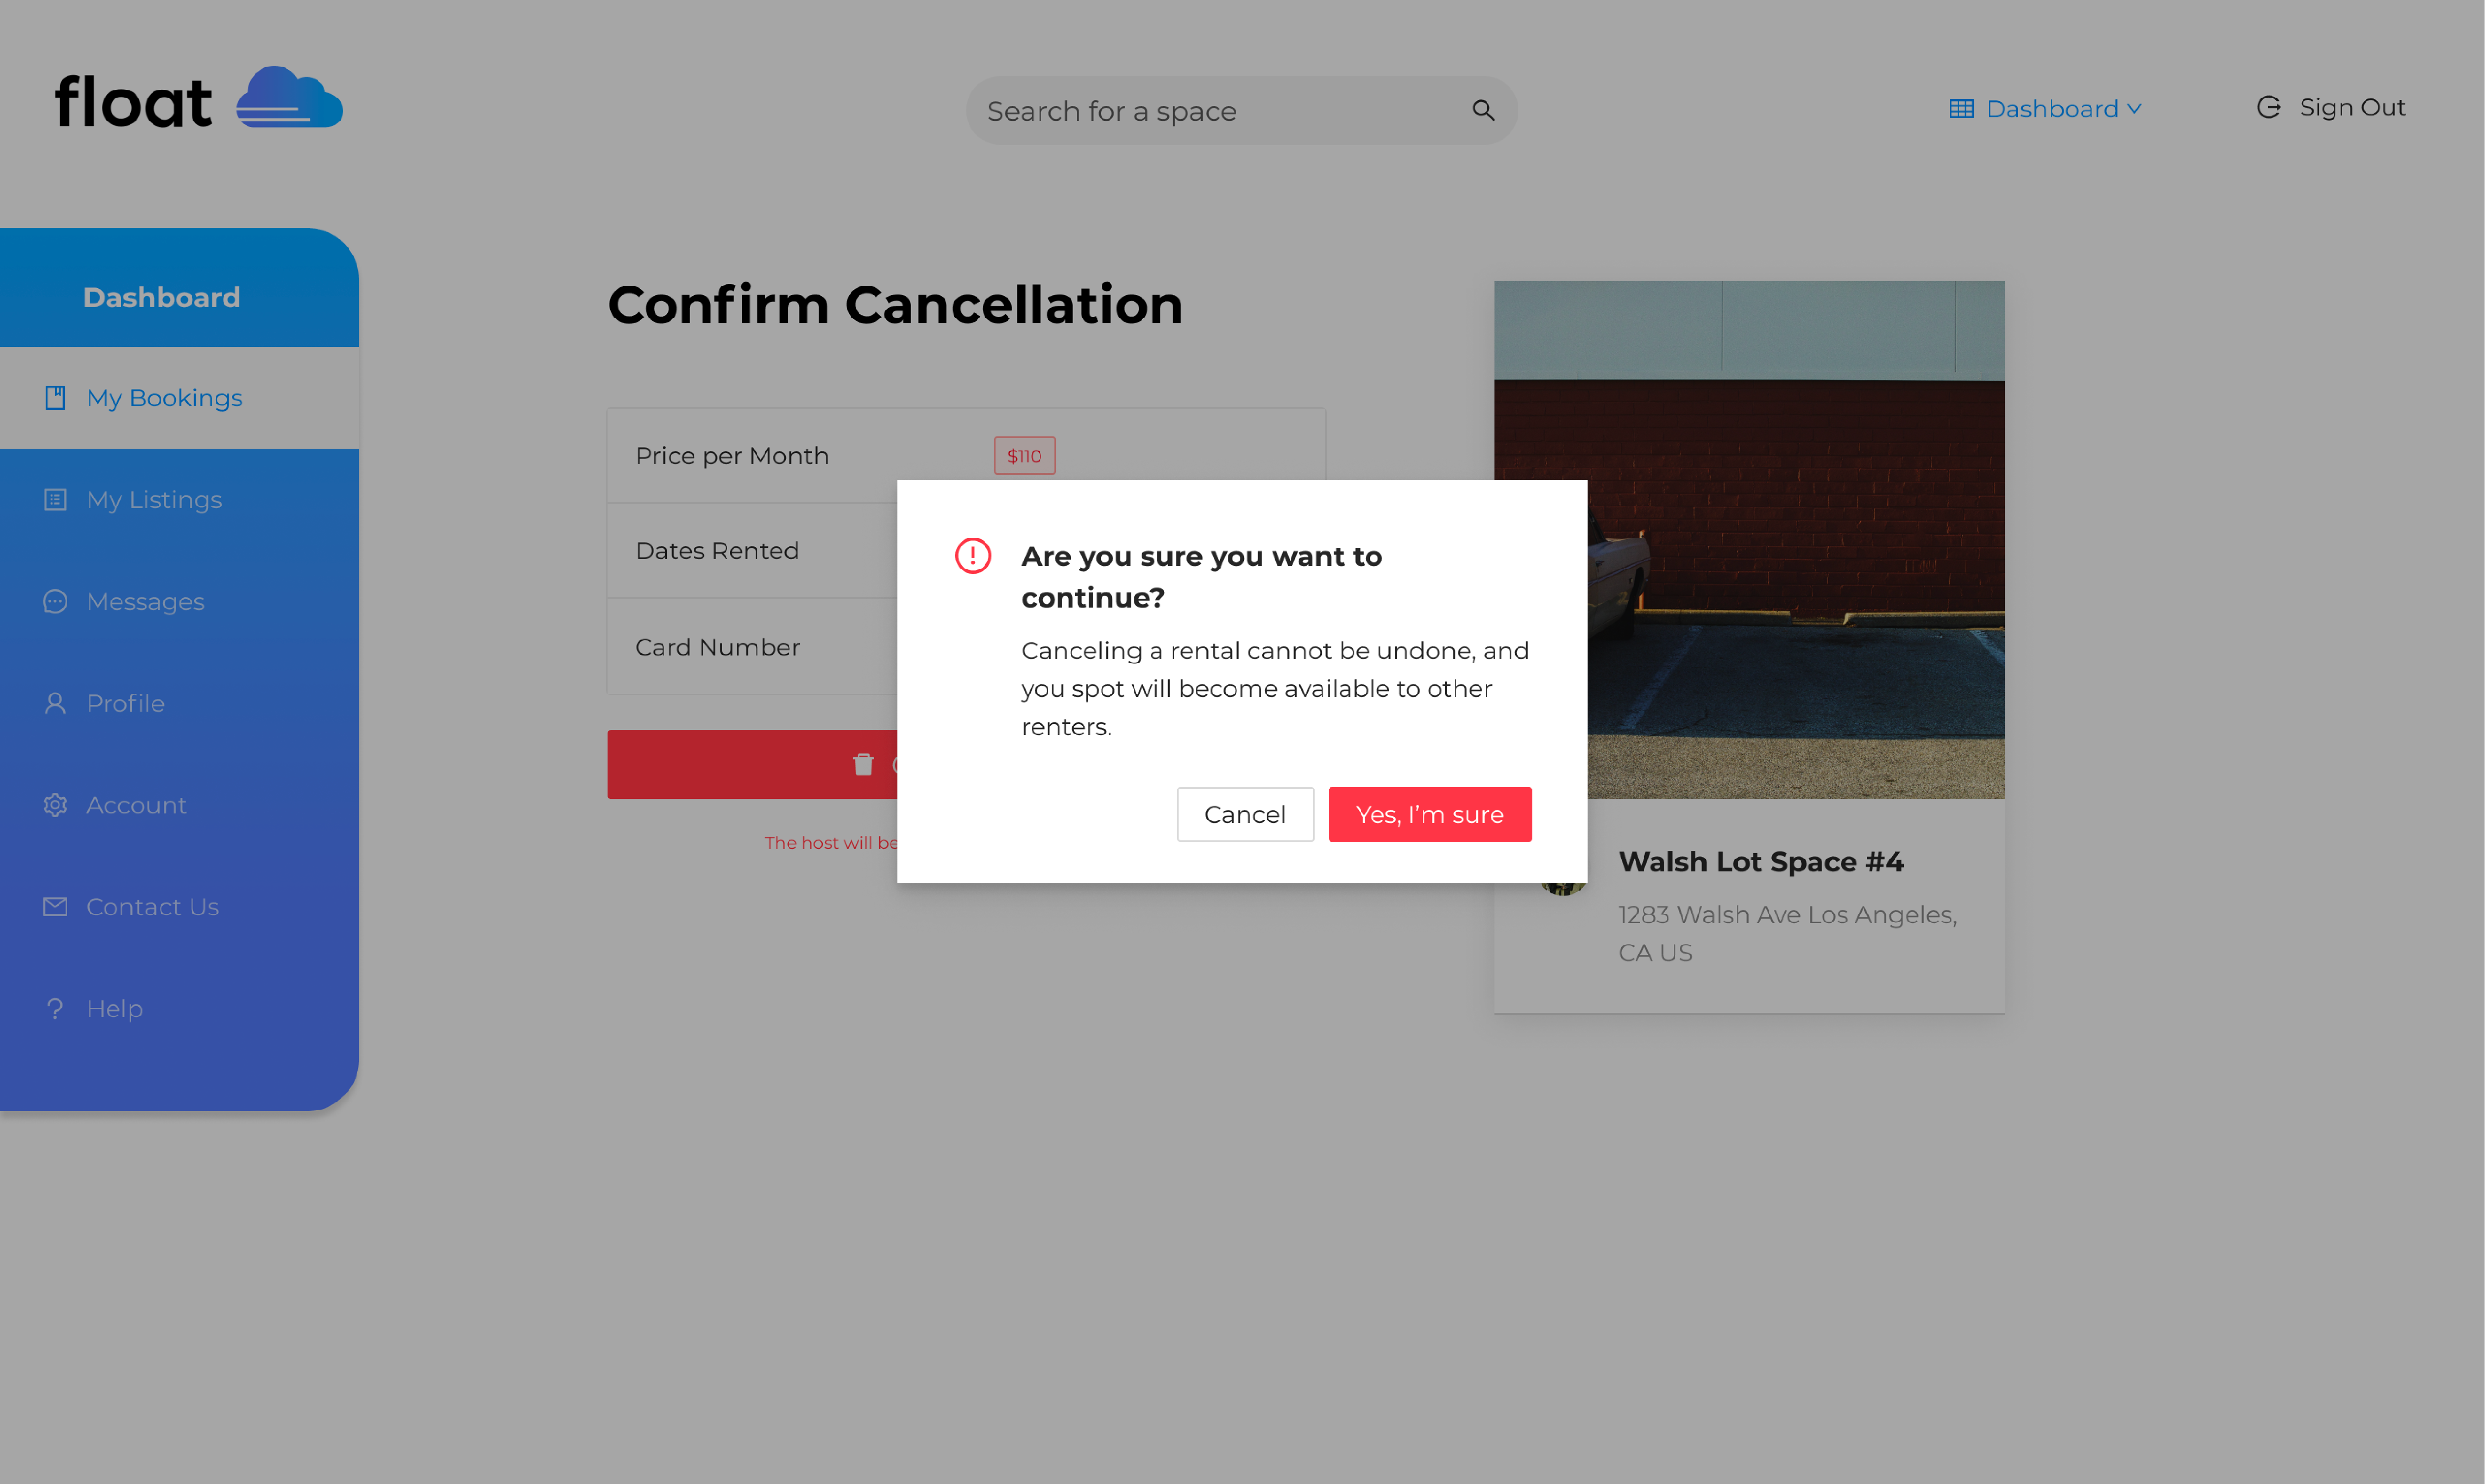 float
Search for a space
Dashboard
Sign Out
Dashboard
My Bookings
My Listings
Messages
Profile
Account
Contact Us
Help
Confirm Cancellation
Price per Month
$110
Dates Rented
Card Number
The host will be
Are you sure you want to
continue?
Canceling a rental cannot be undone, and
you spot will become available to other
renters.
Cancel
Yes, I’m sure
Walsh Lot Space #4
1283 Walsh Ave Los Angeles,
CA US